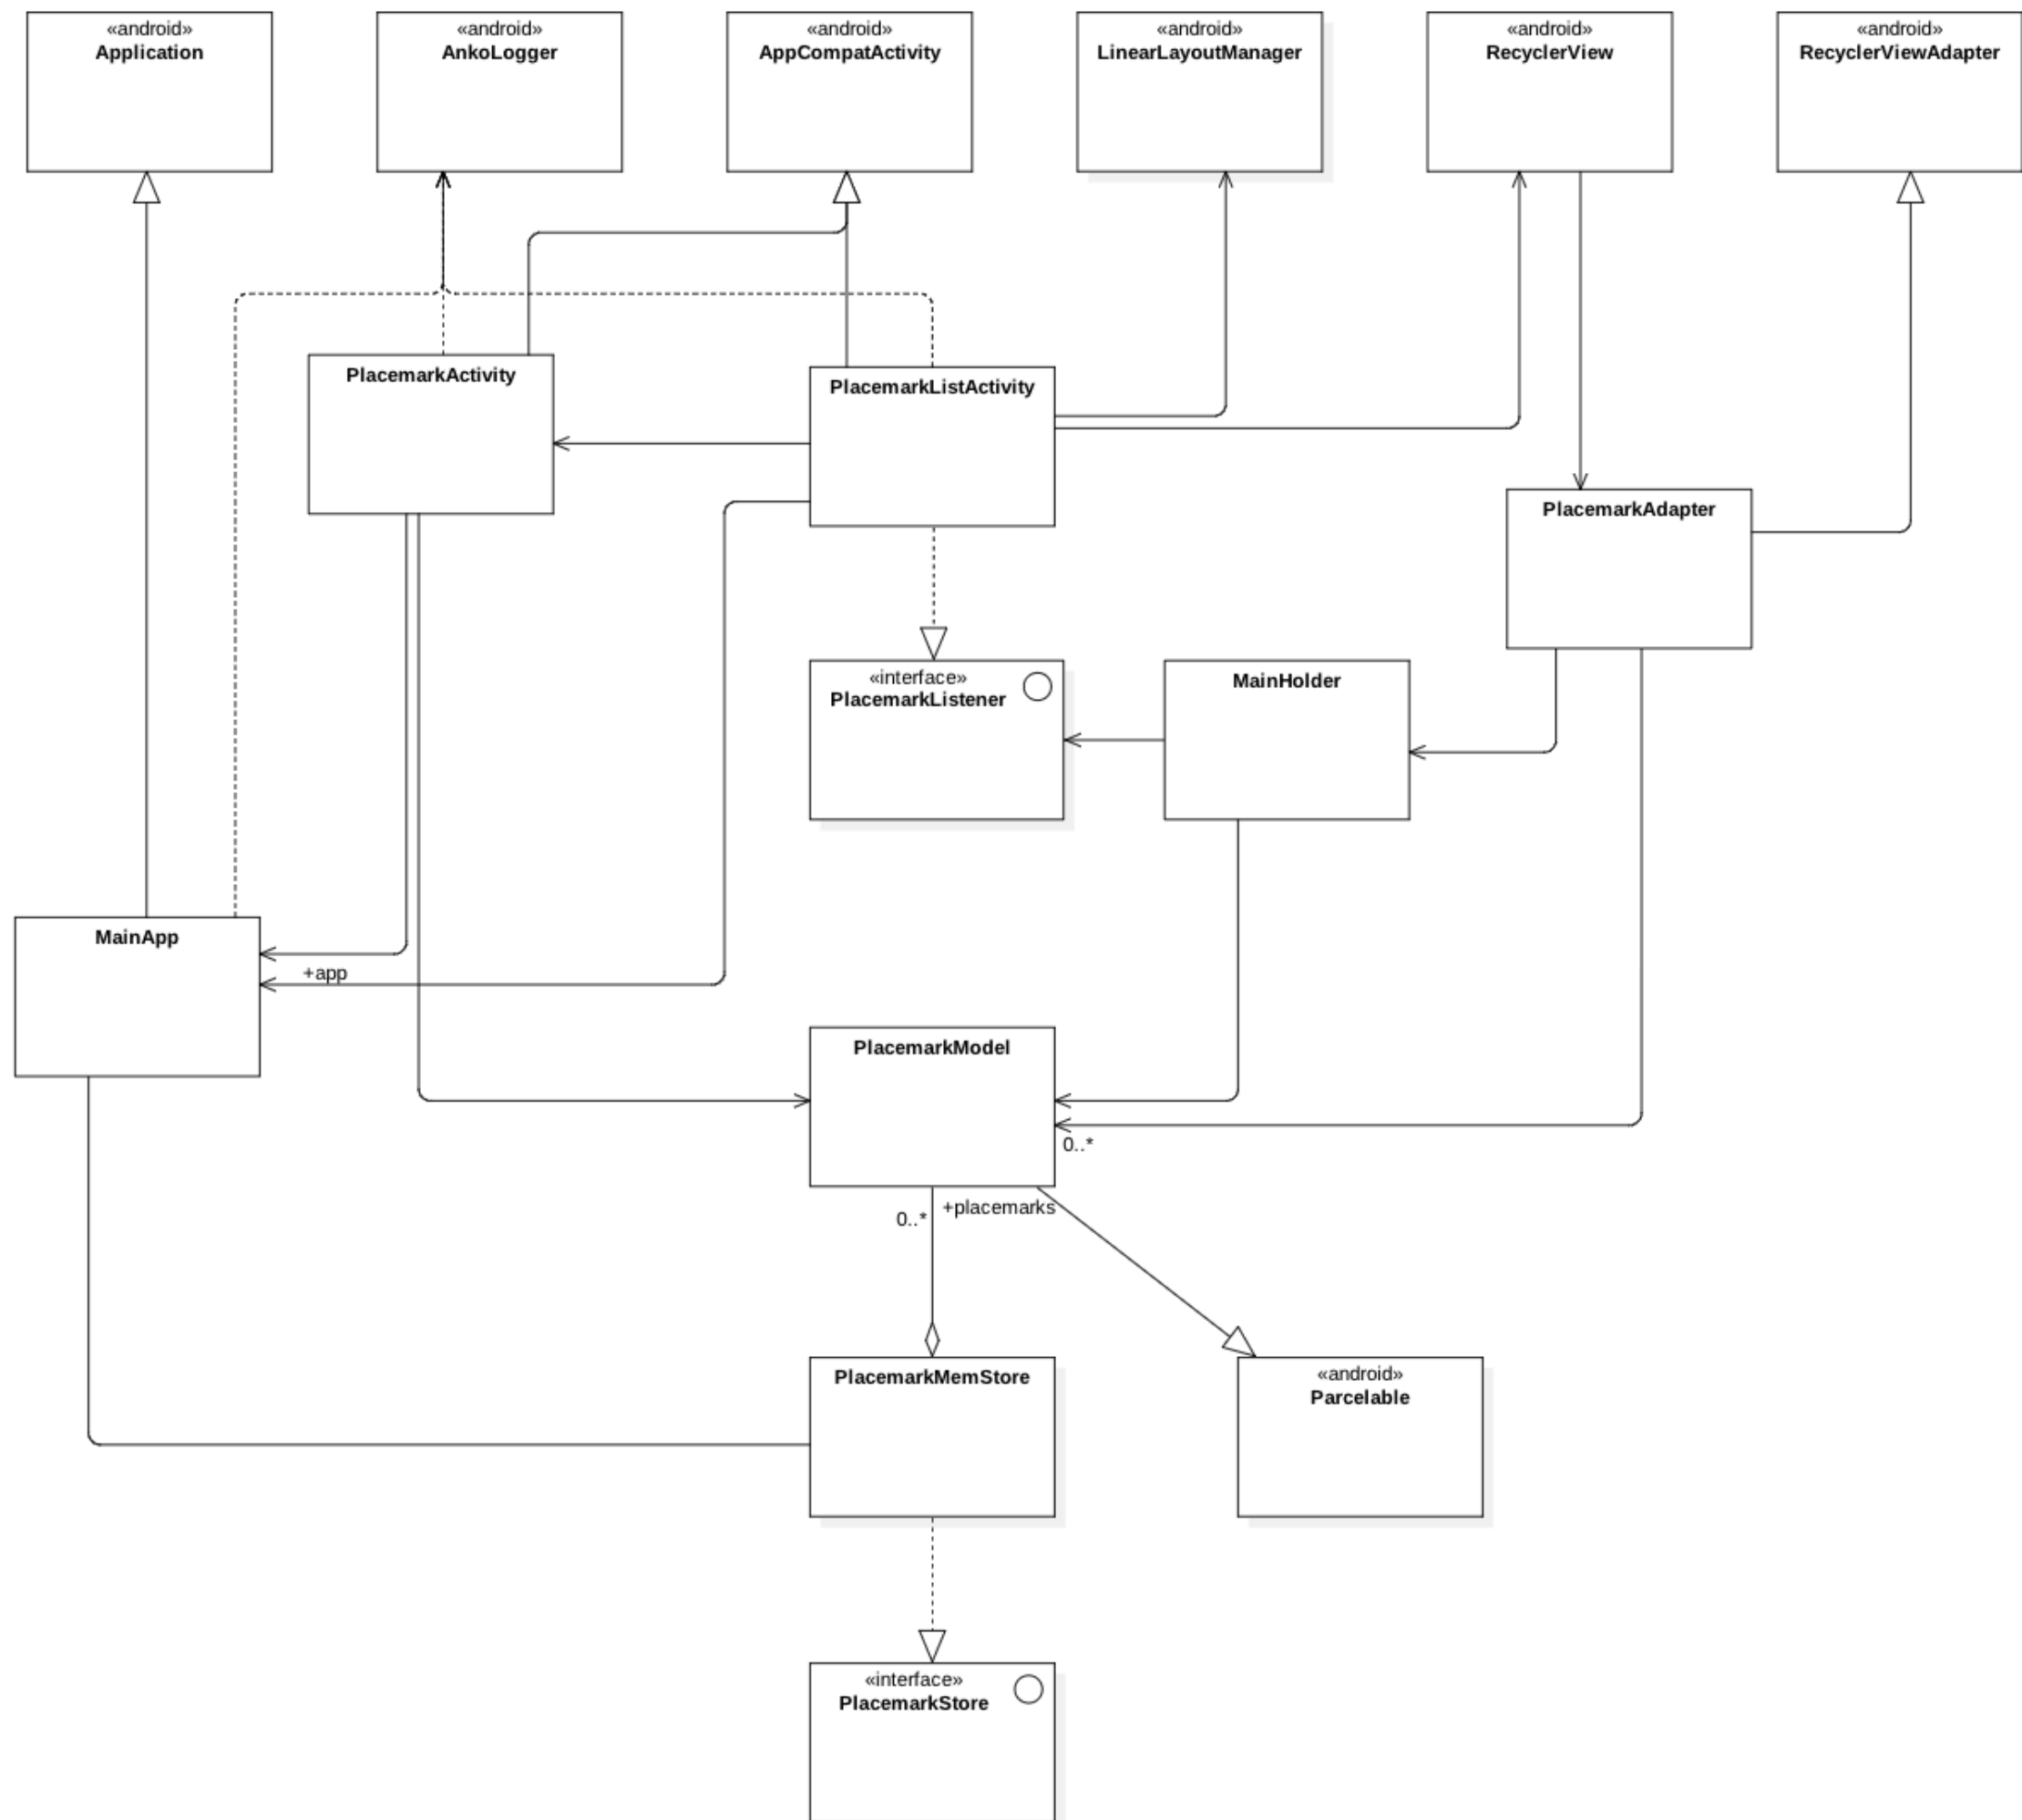 «android»
Application
«android»
AnkoLogger
«android»
AppCompatActivity
«android»
LinearLayoutManager
«android»
RecyclerView
«android»
RecyclerViewAdapter
PlacemarkActivity
PlacemarkListActivity
PlacemarkAdapter
«interface»
PlacemarkListener
MainHolder
MainApp
+app
PlacemarkModel
0..*
+placemarks
0..*
PlacemarkMemStore
«android»
Parcelable
«interface»
PlacemarkStore